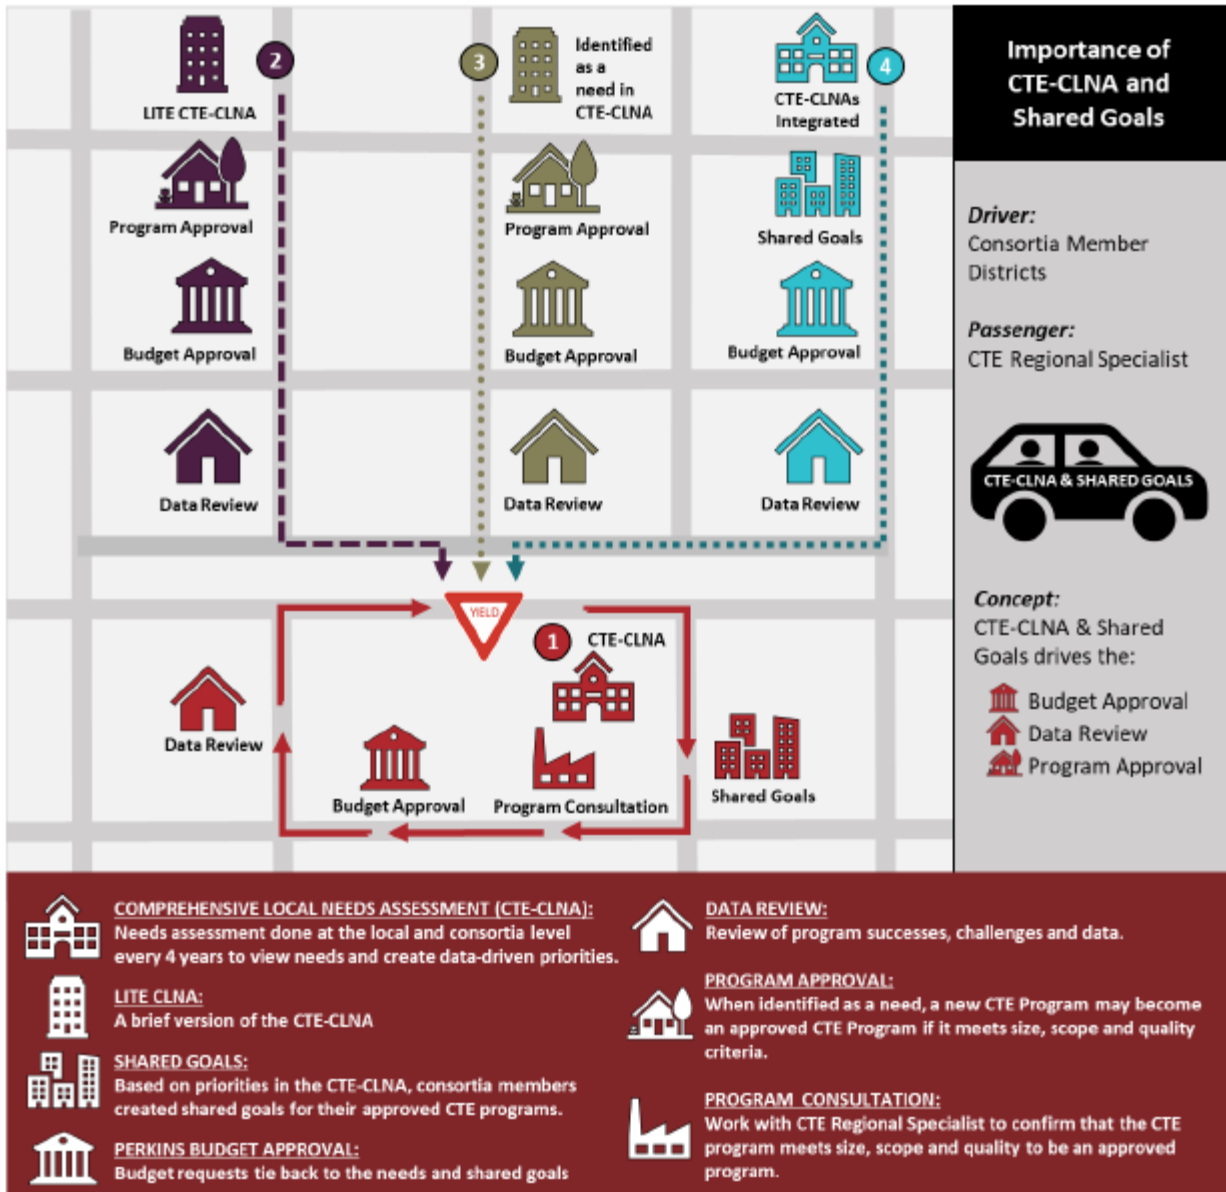 2
LITE CTE-CLNA
Program Approval
Budget Approval
Data Review
3
Identified
as a
need in
CTE-CLNA
Program Approval
Budget Approval
Data Review
4
CTE-CLNAs
Integrated
Shared Goals
Budget Approval
Data Review
YIELD
1
CTE-CLNA
Data Review
Budget Approval
Program Consultation
Shared Goals
Importance of
CTE-CLNA and
Shared Goals
Driver:
Consortia Member
Districts
Passenger:
CTE Regional Specialist
CTE-CLNA & SHARED GOALS
Concept:
CTE-CLNA & Shared
Goals drives the:
Budget Approval
Data Review
Program Approval
COMPREHENSIVE LOCAL NEEDS ASSESSMENT (CTE-CLNA):
Needs assessment done at the local and consortia level
every 4 years to view needs and create data-driven priorities.
LITE CLNA:
A brief version of the CTE-CLNA
SHARED GOALS:
Based on priorities in the CTE-CLNA, consortia members
created shared goals for their approved CTE programs.
PERKINS BUDGET APPROVAL:
Budget requests tie back to the needs and shared goals
DATA REVIEW:
Review of program successes, challenges and data.
PROGRAM APPROVAL:
When identified as a need, a new CTE Program may become
an approved CTE Program if it meets size, scope and quality
criteria.
PROGRAM CONSULTATION:
Work with CTE Regional Specialist to confirm that the CTE
program meets size, scope and quality to be an approved
program.